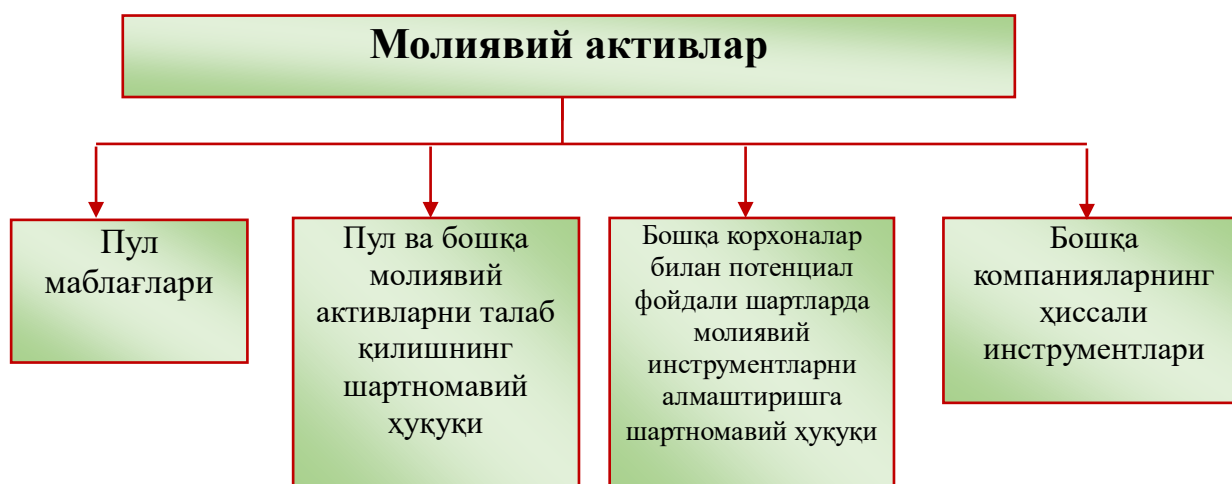 Молиявий активлар
Пул
маблағлари
Пул ва бошқа
молиявий
активларни талаб
қилишнинг
шартномавий
ҳуқуқи
Бошқа корхоналар
билан потенциал
фойдали шартларда
молиявий
инструментларни
алмаштиришга
шартномавий ҳуқуқи
Бошқа
компанияларнинг
ҳиссали
инструментлари